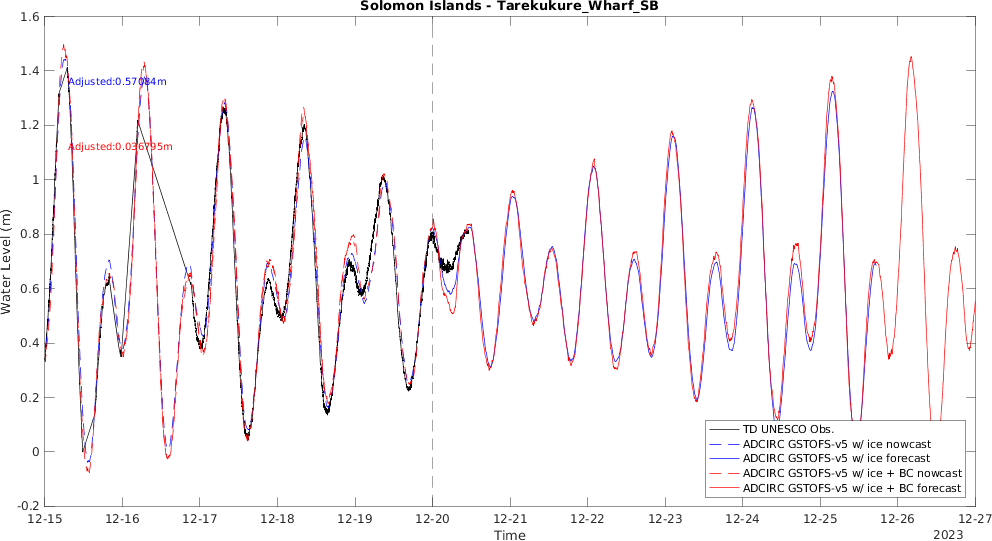 Solomon Islands - Tarekukure_Wharf_SB
1.6
1.4
1.2
1
0.8
0.6
0.4
0.2
0
-0.2
Water Level (m)
Adjusted:0.57084m
Adjusted:0.036795m
TD UNESCO Obs.
ADCIRC GSTOFS-v5 w/ ice nowcast
ADCIRC GSTOFS-v5 w/ ice forecast
ADCIRC GSTOFS-v5 w/ ice + BC nowcast
ADCIRC GSTOFS-v5 w/ ice + BC forecast
12-15 12-16 12-17 12-18 12-19 12-20 12-21 12-22 12-23 12-24 12-25 12-26 12-27
Time
2023